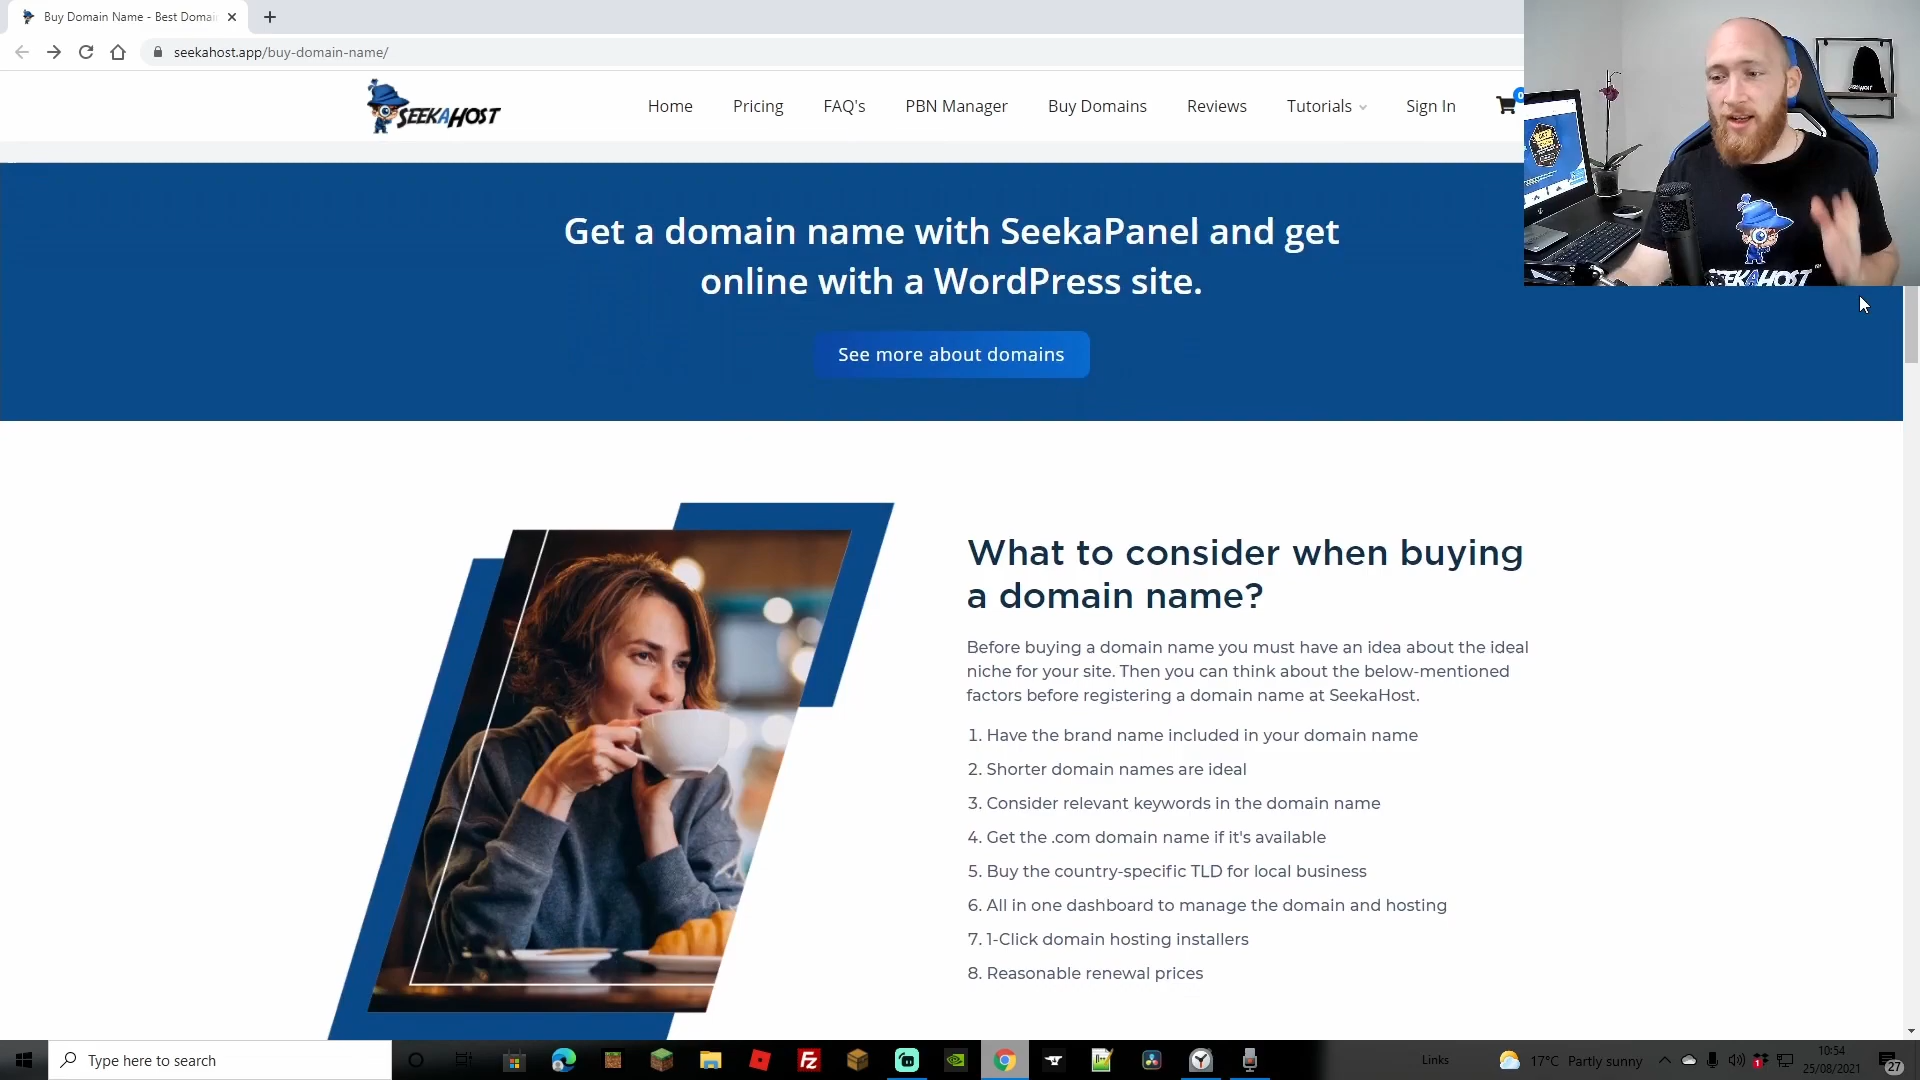 Buy Domain Name - Best Domai
seekahost.app/buy-domain-name/
SEEKAHOST
Home
Pricing
FAQ's
PBN Manager
Buy Domains
Reviews
Tutorials
Sign In
0
SEEKAHOST
Get a domain name with SeekaPanel and get
online with a WordPress site.
See more about domains
What to consider when buying
a domain name?
Before buying a domain name you must have an idea about the ideal
niche for your site. Then you can think about the below-mentioned
factors before registering a domain name at SeekaHost.
1. Have the brand name included in your domain name
2. Shorter domain names are ideal
3. Consider relevant keywords in the domain name
4. Get the .com domain name if it's available
5. Buy the country-specific TLD for local business
6. All in one dashboard to manage the domain and hosting
7. 1-Click domain hosting installers
8. Reasonable renewal prices
Type here to search
Links
17°C Partly sunny
10:54
25/08/2021
27